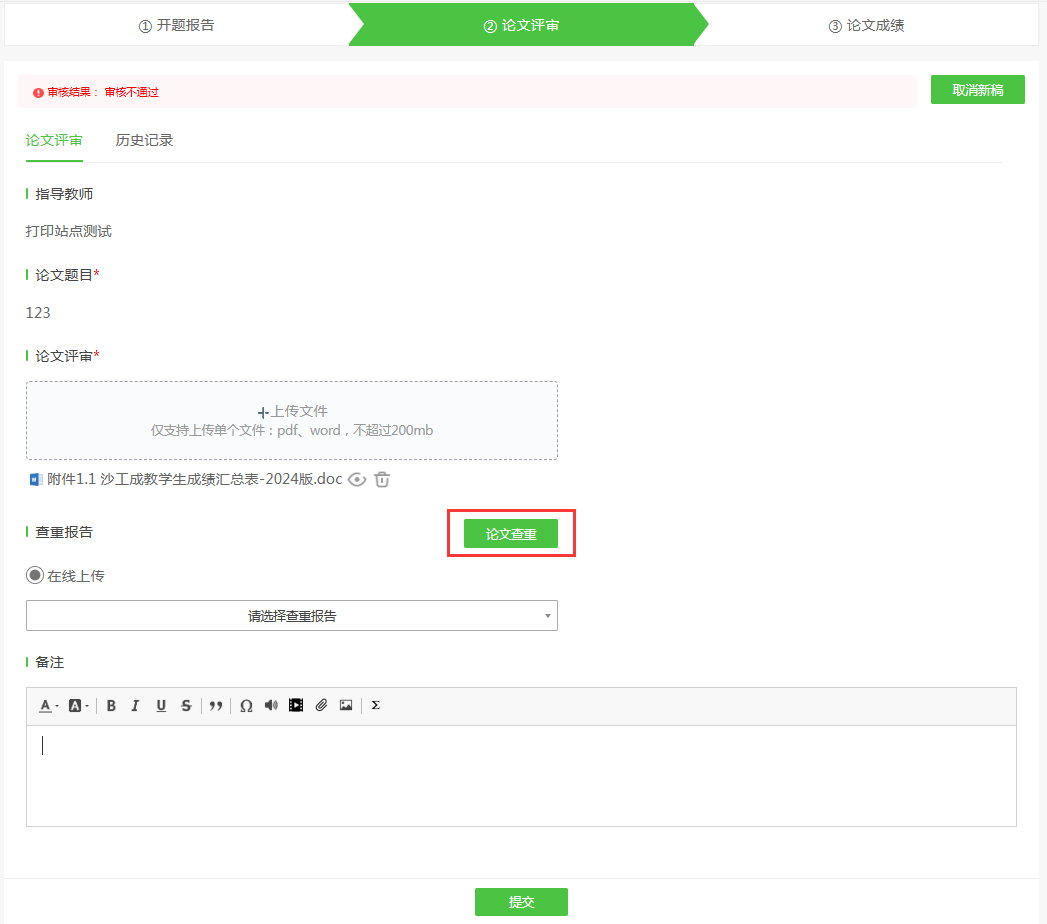 ① 开题报告
② 论文评审
③ 论文成绩
审核结果： 审核不通过
取消新稿
论文评审
历史记录
指导教师
打印站点测试
论文题目*
123
论文评审*
上传文件
仅支持上传单个文件：pdf、word，不超过200mb
附件1.1 沙工成教学生成绩汇总表-2024版.doc
查重报告
论文查重
在线上传
请选择查重报告
备注
A A B I U S ” Ω Σ
提交